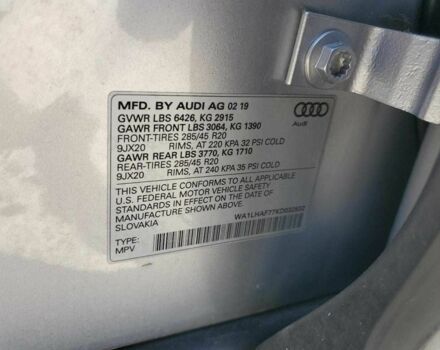 MFD. BY AUDI AG 02 19
GVWR LBS 6426, KG 2915
GAWR FRONT LBS 3064, KG 1390
FRONT-TIRES 285/45 R20
9JX20 RIMS, AT 220 KPA 32 PSI COLD
GAWR REAR LBS 3770, KG 1710
REAR-TIRES 285/45 R20
9JX20 RIMS, AT 240 KPA 35 PSI COLD
THIS VEHICLE CONFORMS TO ALL APPLICABLE
U.S. FEDERAL MOTOR VEHICLE SAFETY STANDARDS
IN EFFECT ON THE DATE OF
MANUFACTURE SHOWN ABOVE.
SLOVAKIA
TYPE:
MPV
Audi